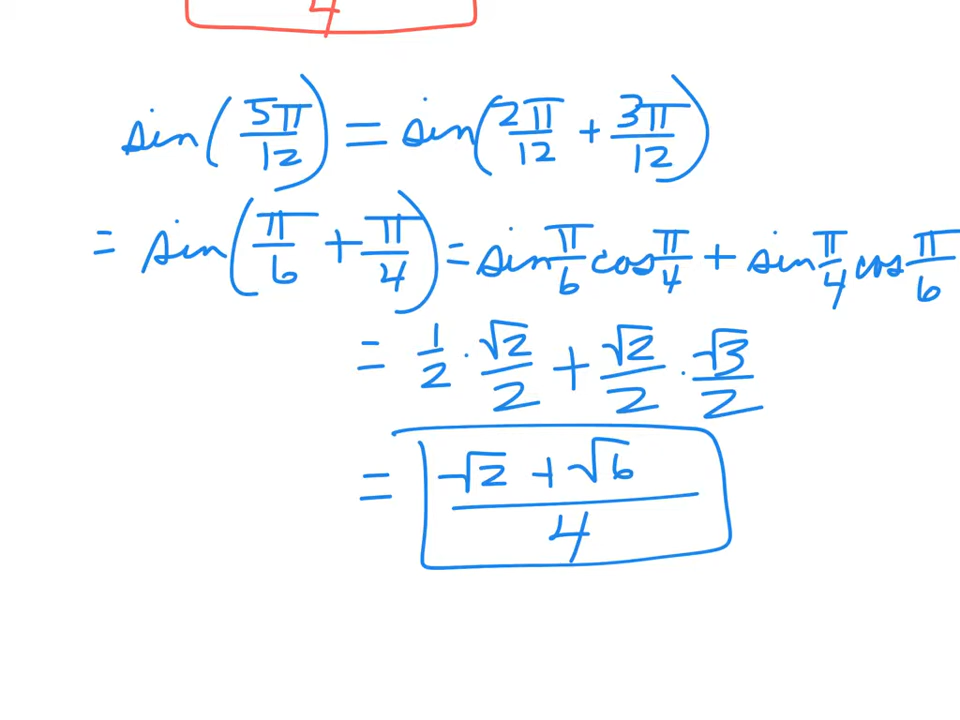 4
sin(5π/12) = sin(2π/12 + 3π/12)
= sin(π/6 + π/4) = sin π/6 cos π/4 + sin π/4 cos π/6
= 1/2 · √2/2 + √2/2 · √3/2
= (√2 + √6)/4